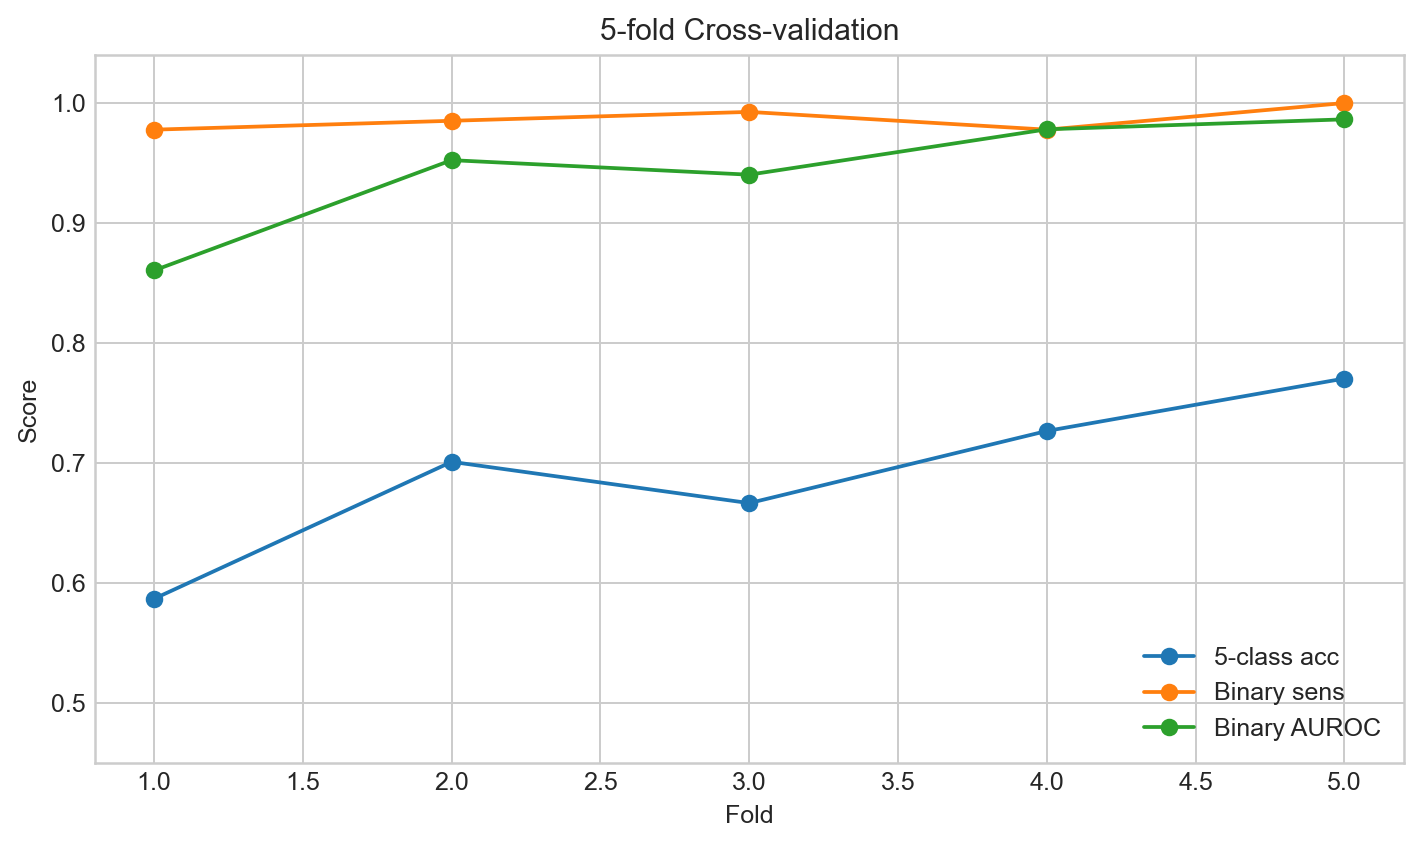 5-fold Cross-validation
1.0
0.9
0.8
0.7
0.6
0.5
Score
1.0 1.5 2.0 2.5 3.0 3.5 4.0 4.5 5.0
Fold
5-class acc
Binary sens
Binary AUROC